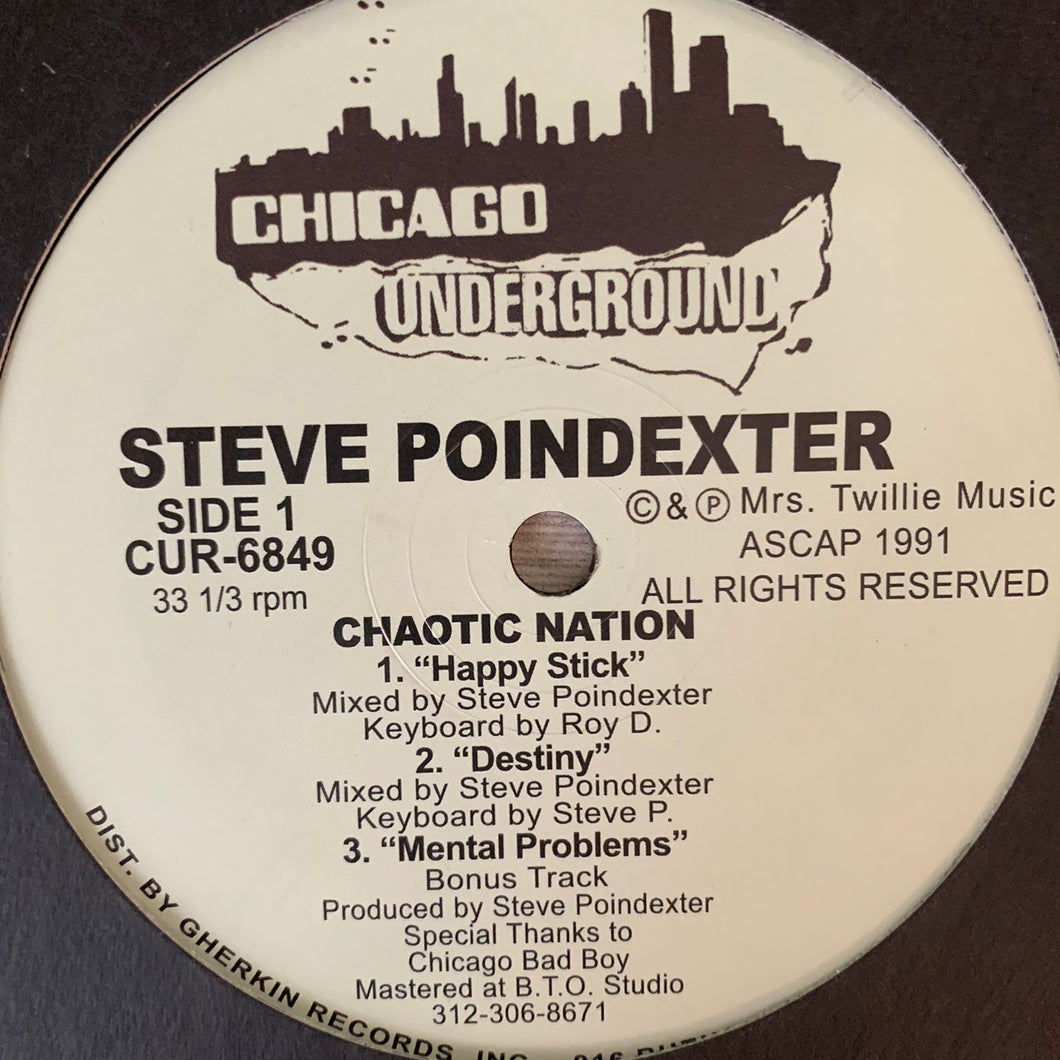 CHICAGO
UNDERGROUND
STEVE POINDEXTER
SIDE 1
CUR-6849
33 1/3 rpm
©&℗ Mrs. Twillie Music
ASCAP 1991
ALL RIGHTS RESERVED
CHAOTIC NATION
1. “Happy Stick”
Mixed by Steve Poindexter
Keyboard by Roy D.
2. “Destiny”
Mixed by Steve Poindexter
Keyboard by Steve P.
3. “Mental Problems”
Bonus Track
Produced by Steve Poindexter
Special Thanks to
Chicago Bad Boy
Mastered at B.T.O. Studio
312-306-8671
DIST. BY GHERKIN RECORDS, INC.